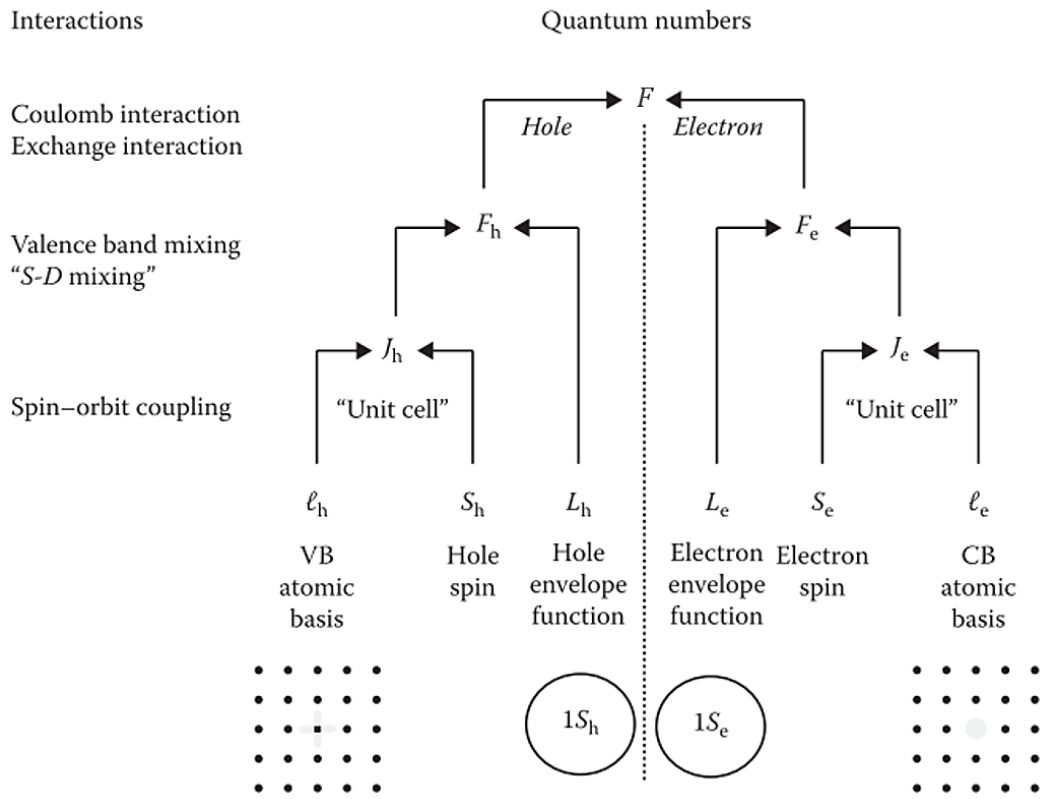 Interactions
Quantum numbers
Coulomb interaction
Exchange interaction
F
Hole
Electron
Valence band mixing
“S-D mixing”
Fh
Fe
Jh
Je
Spin–orbit coupling
“Unit cell”
“Unit cell”
ℓh
Sh
Lh
Le
Se
ℓe
VB
atomic
basis
Hole
spin
Hole
envelope
function
Electron
envelope
function
Electron
spin
CB
atomic
basis
1Sh
1Se